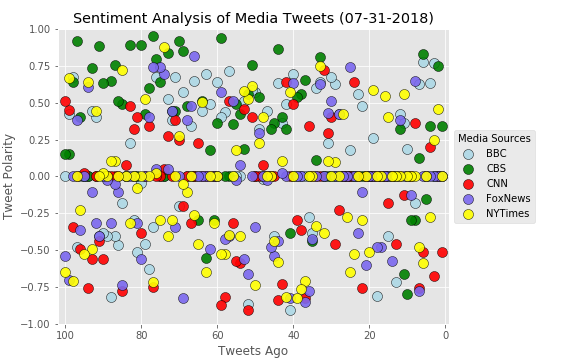 Sentiment Analysis of Media Tweets (07-31-2018)
1.00
0.75
0.50
0.25
0.00
−0.25
−0.50
−0.75
−1.00
Tweet Polarity
100
80
60
40
20
0
Tweets Ago
Media Sources
BBC
CBS
CNN
FoxNews
NYTimes